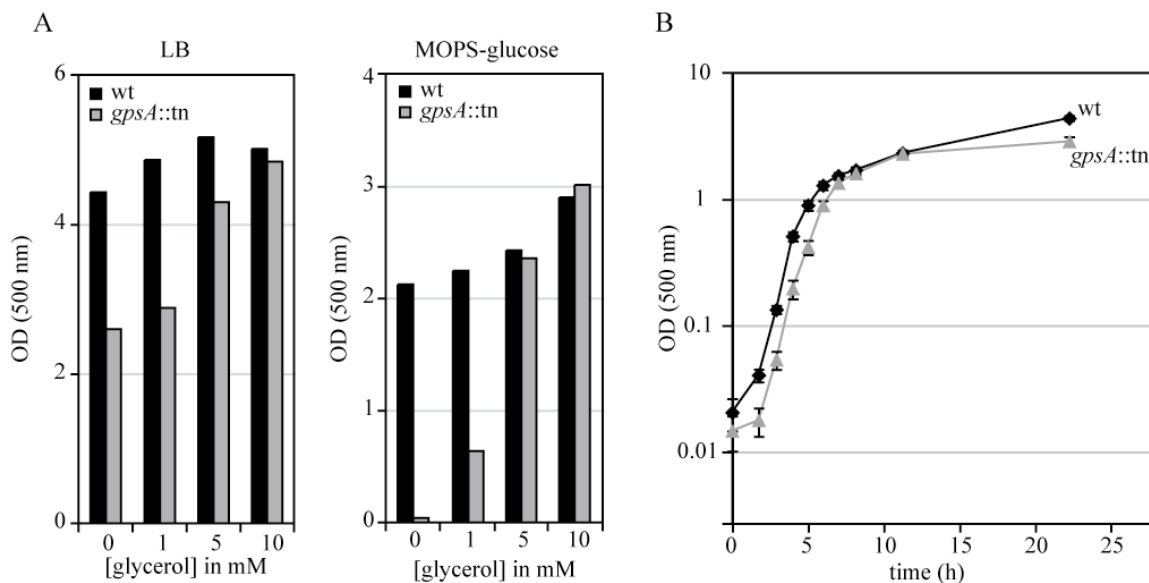 A
B
LB
MOPS-glucose
6
4
2
0
wt
gpsA::tn
OD (500 nm)
0 1 5 10
[glycerol] in mM
4
3
2
1
0
wt
gpsA::tn
OD (500 nm)
0 1 5 10
[glycerol] in mM
10
1
0.1
0.01
OD (500 nm)
wt
gpsA::tn
0 5 10 15 20 25
time (h)